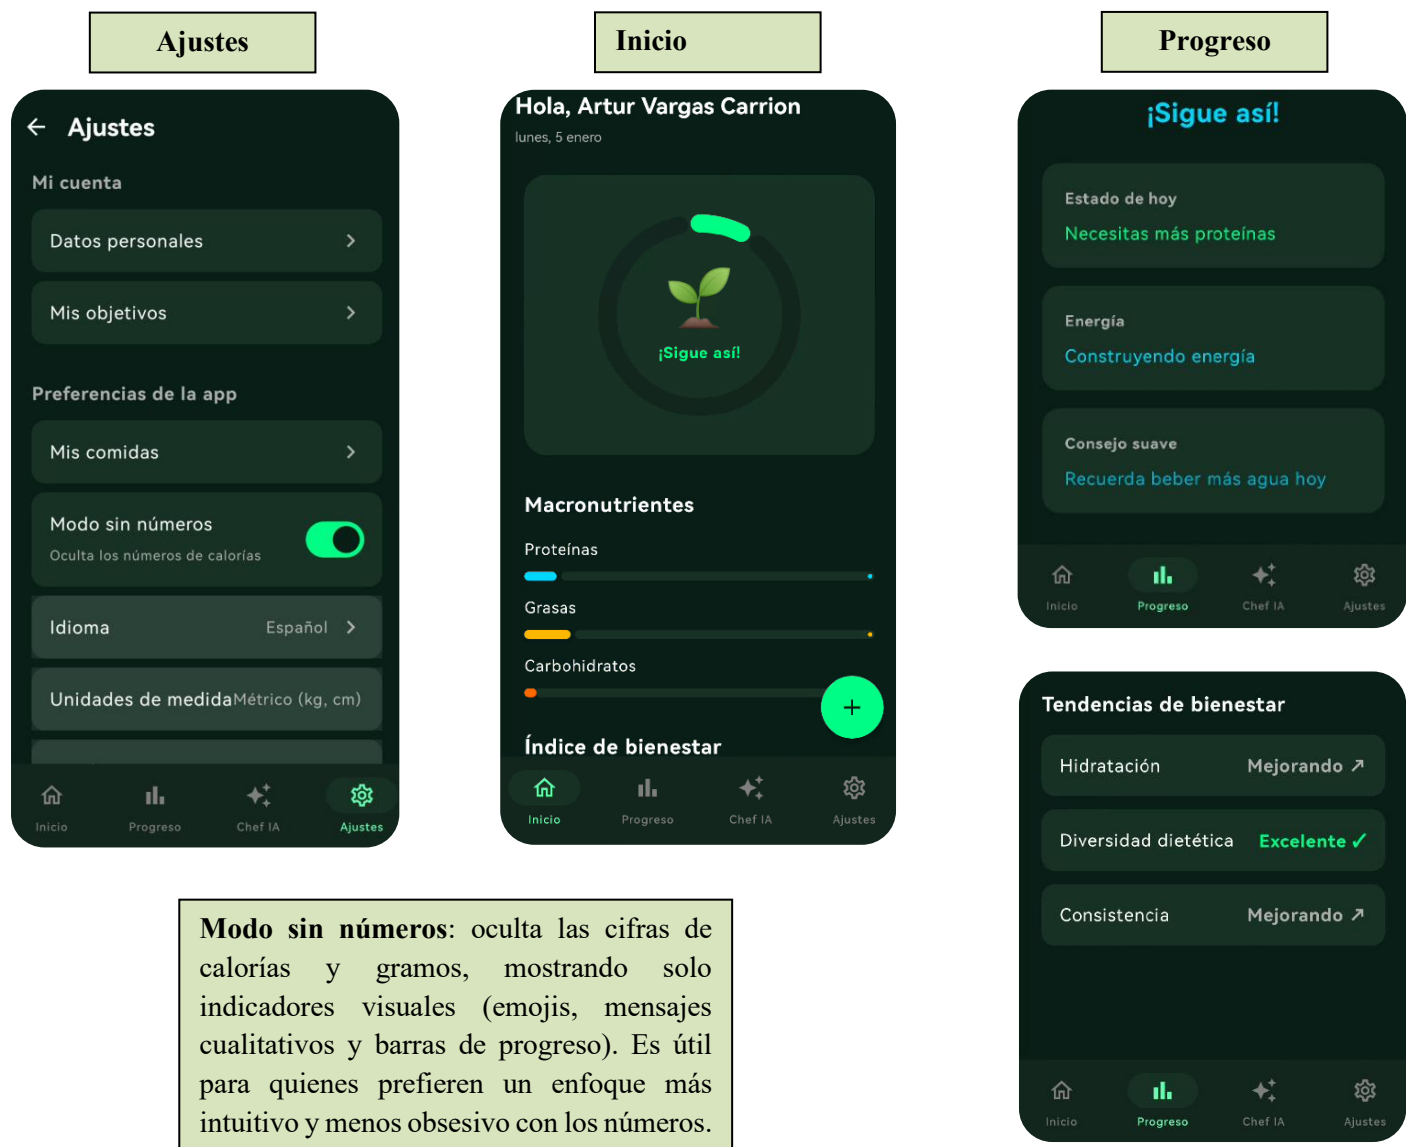 Ajustes
Inicio
Progreso
Ajustes
Mi cuenta
Datos personales
Mis objetivos
Preferencias de la app
Mis comidas
Modo sin números
Oculta los números de calorías
Idioma Español
Unidades de medida Métrico (kg, cm)
Inicio Progreso Chef IA Ajustes
Hola, Artur Vargas Carrion
lunes, 5 enero
¡Sigue así!
Macronutrientes
Proteínas
Grasas
Carbohidratos
+
Índice de bienestar
Inicio Progreso Chef IA Ajustes
¡Sigue así!
Estado de hoy
Necesitas más proteínas
Energía
Construyendo energía
Consejo suave
Recuerda beber más agua hoy
Inicio Progreso Chef IA Ajustes
Tendencias de bienestar
Hidratación Mejorando ↗
Diversidad dietética Excelente ✓
Consistencia Mejorando ↗
Inicio Progreso Chef IA Ajustes
Modo sin números: oculta las cifras de
calorías y gramos, mostrando solo
indicadores visuales (emojis, mensajes
cualitativos y barras de progreso). Es útil
para quienes prefieren un enfoque más
intuitivo y menos obsesivo con los números.